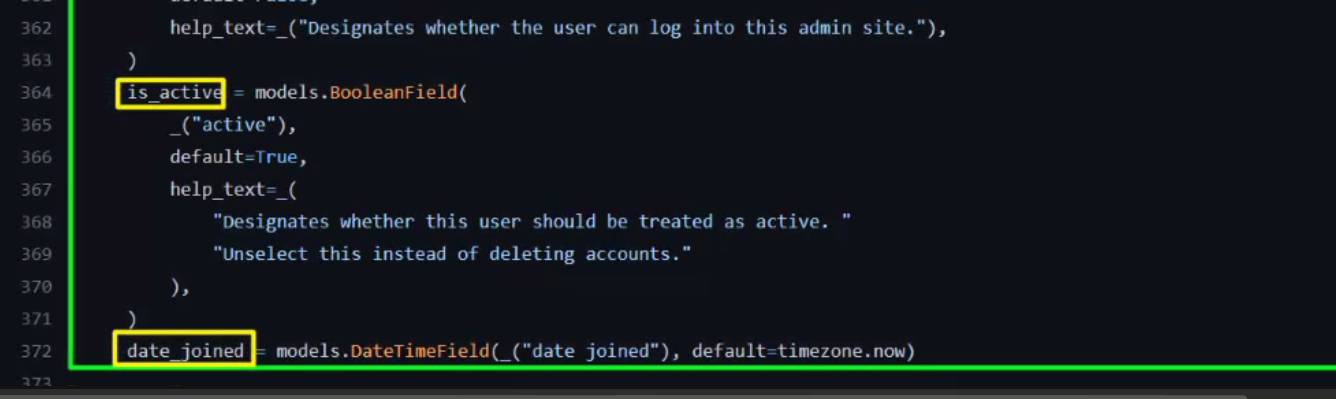 362 help_text=_("Designates whether the user can log into this admin site."),
363 )
364 is_active = models.BooleanField(
365 _("active"),
366 default=True,
367 help_text=_(
368 "Designates whether this user should be treated as active. "
369 "Unselect this instead of deleting accounts."
370 ),
371 )
372 date_joined = models.DateTimeField(_("date joined"), default=timezone.now)
373